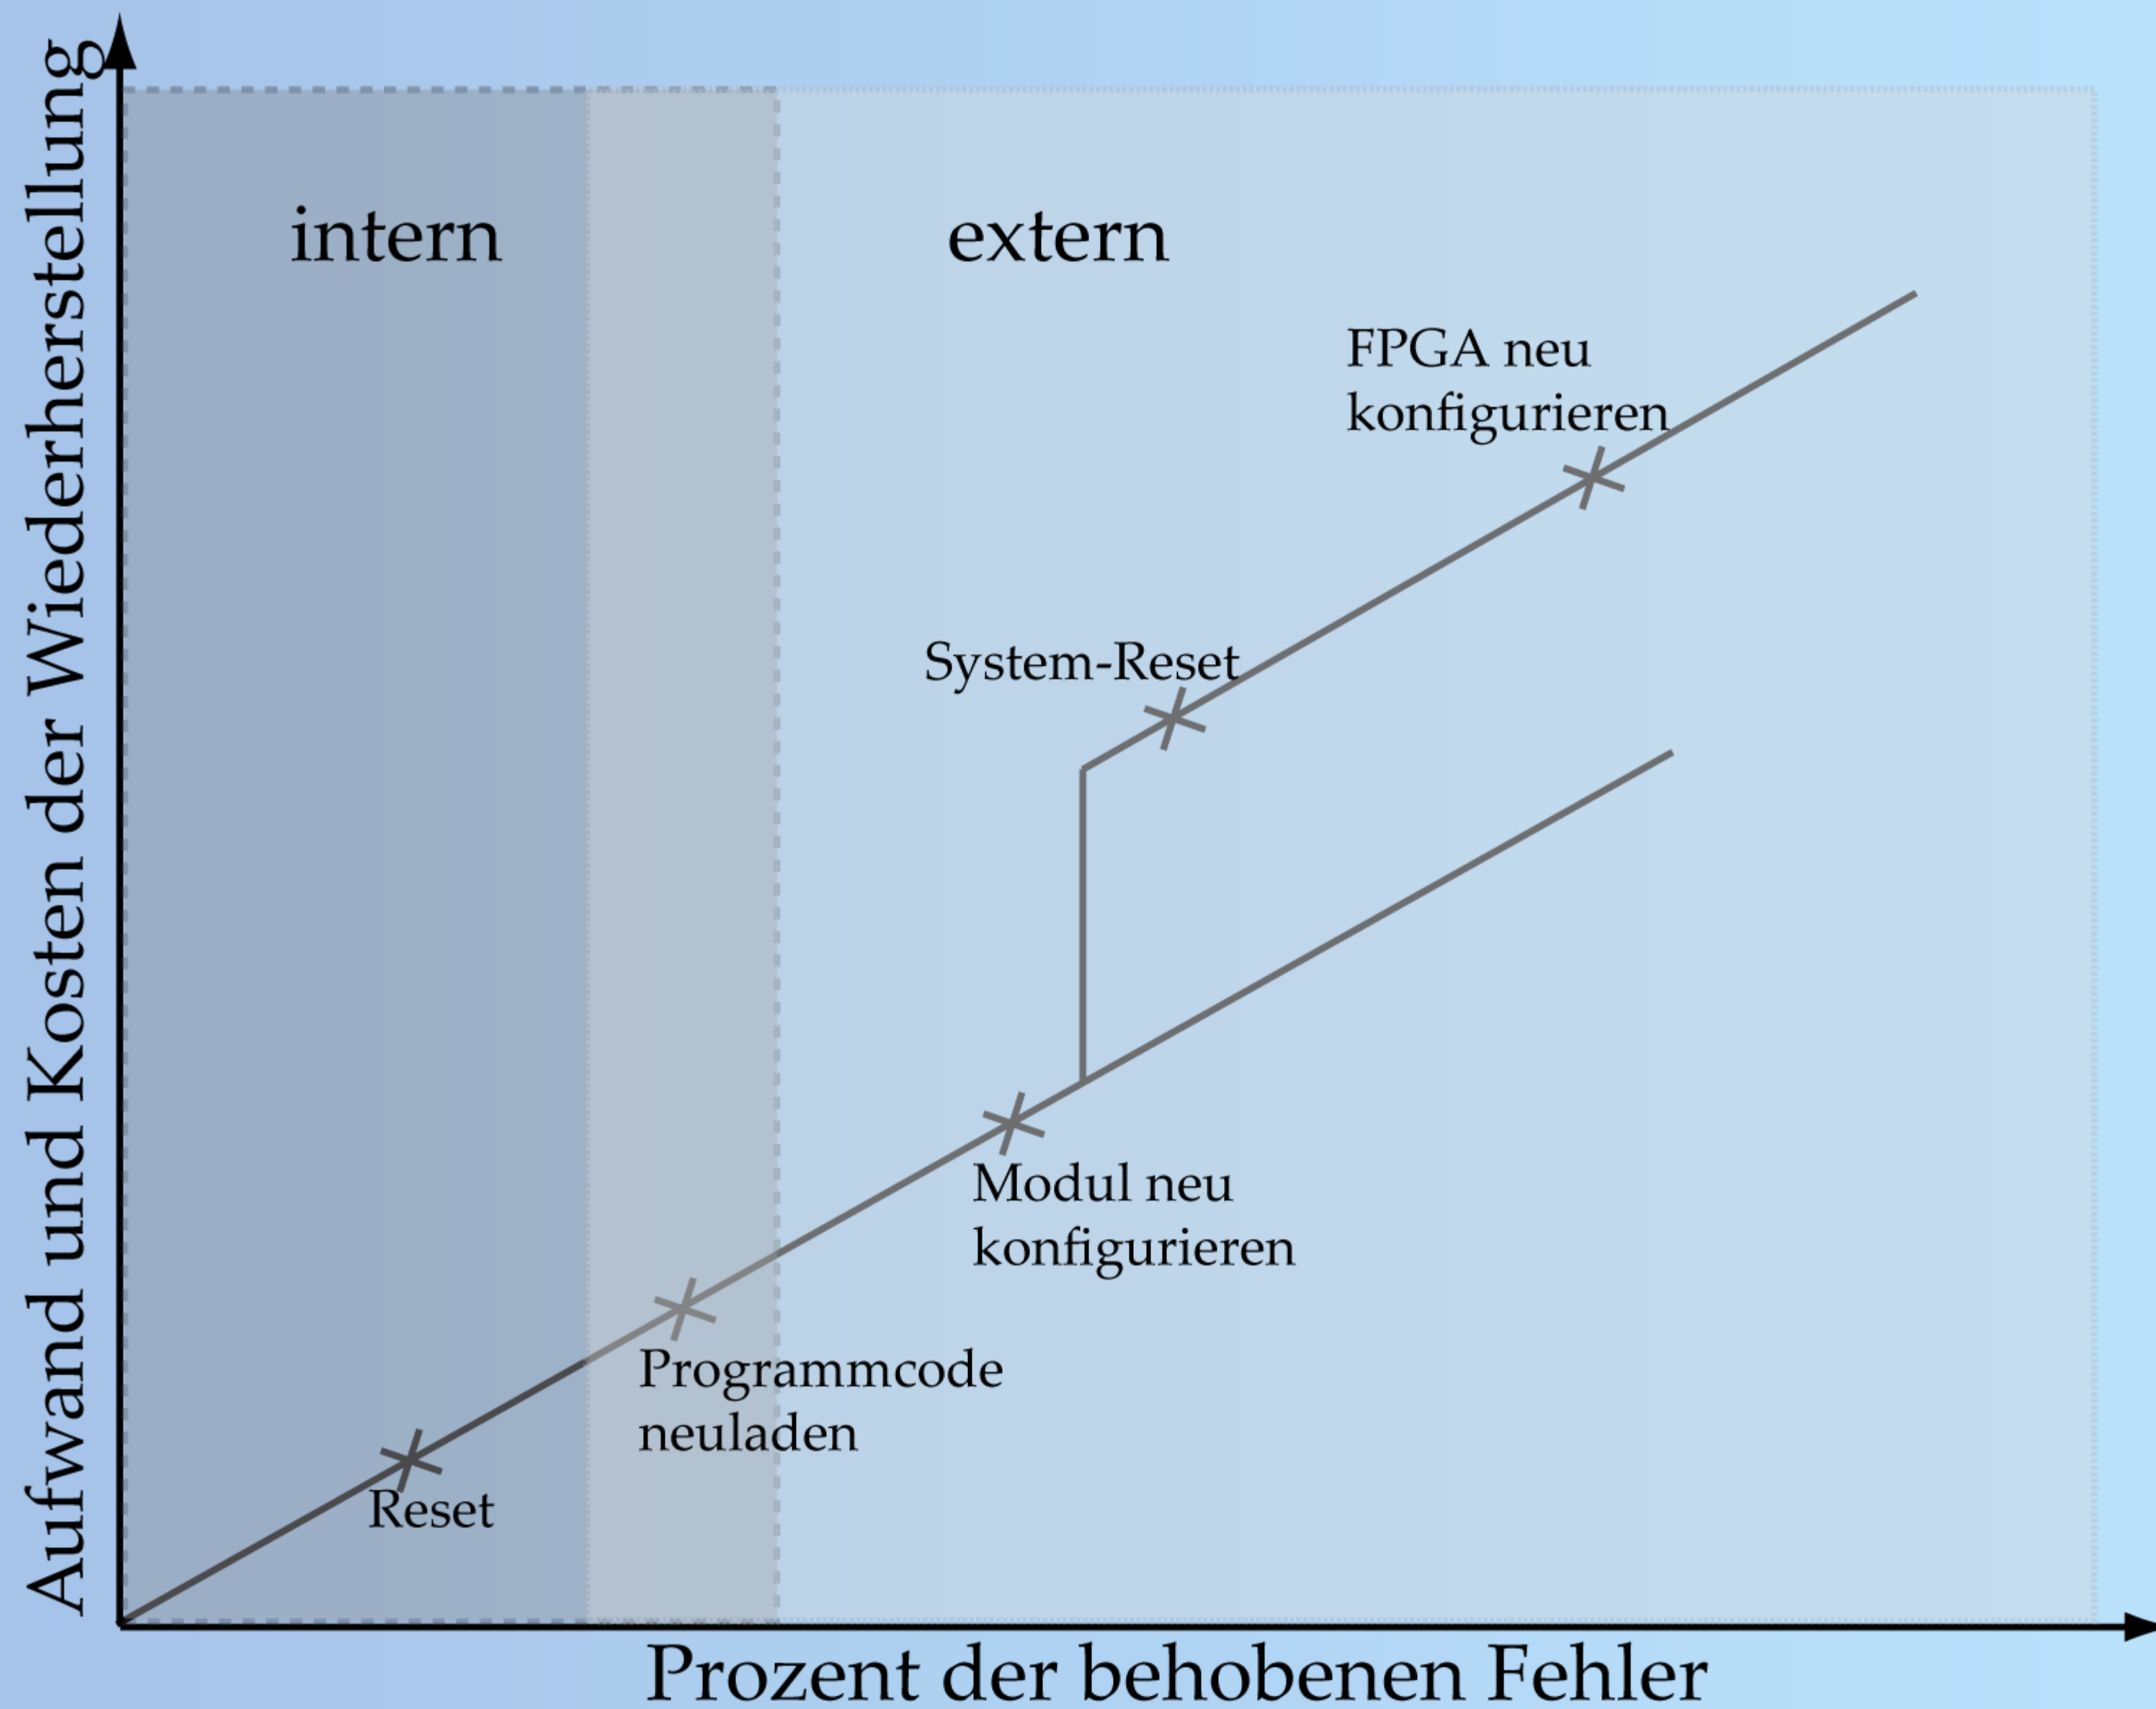 Aufwand und Kosten der Wiederherstellung
intern
extern
FPGA neu
konfigurieren
System-Reset
Modul neu
konfigurieren
Programmcode
neuladen
Reset
Prozent der behobenen Fehler